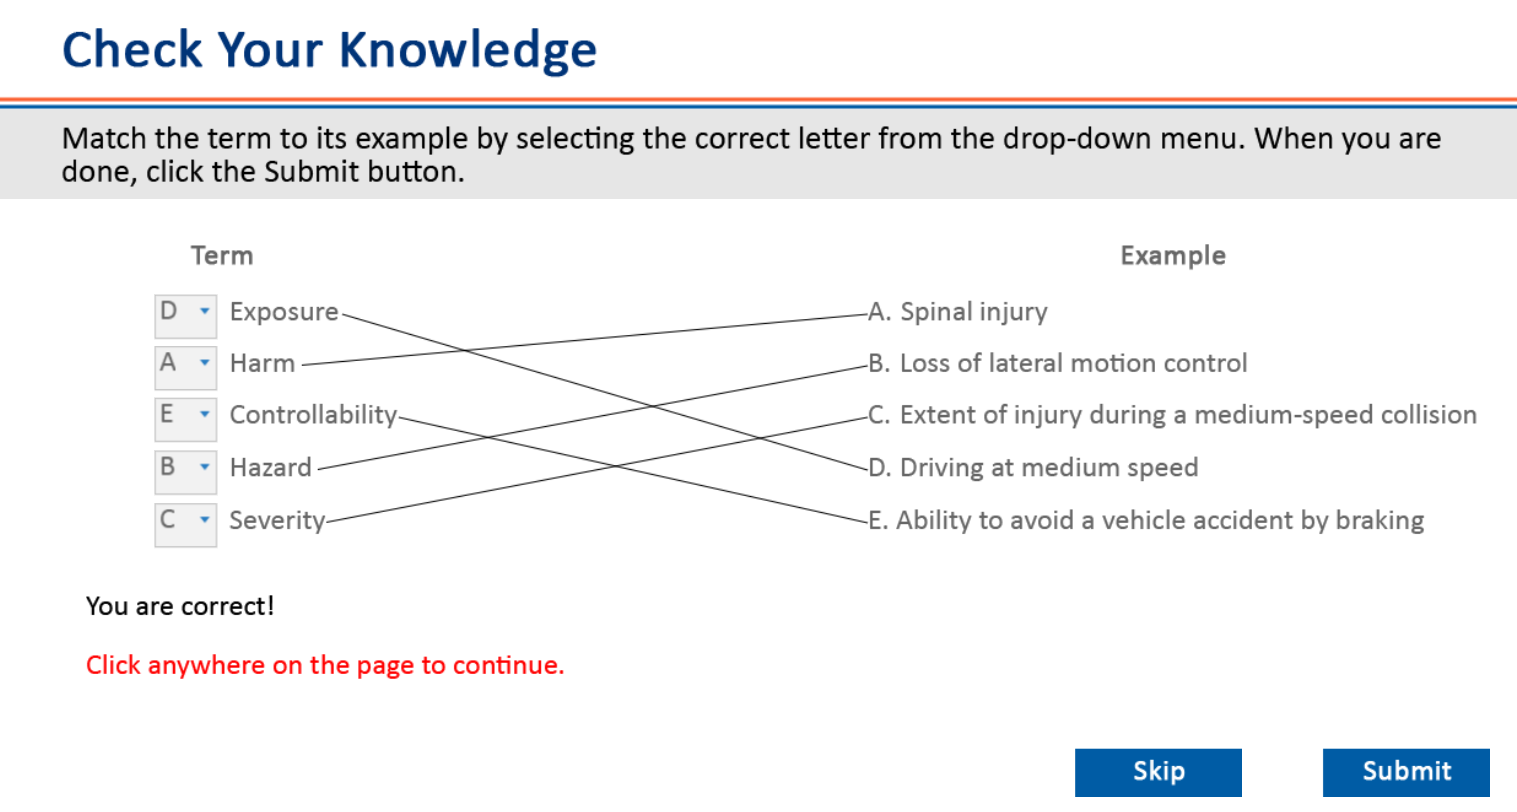 Check Your Knowledge
Match the term to its example by selecting the correct letter from the drop-down menu. When you are
done, click the Submit button.
Term
Example
D Exposure
A. Spinal injury
A Harm
B. Loss of lateral motion control
E Controllability
C. Extent of injury during a medium-speed collision
B Hazard
D. Driving at medium speed
C Severity
E. Ability to avoid a vehicle accident by braking
You are correct!
Click anywhere on the page to continue.
Skip
Submit